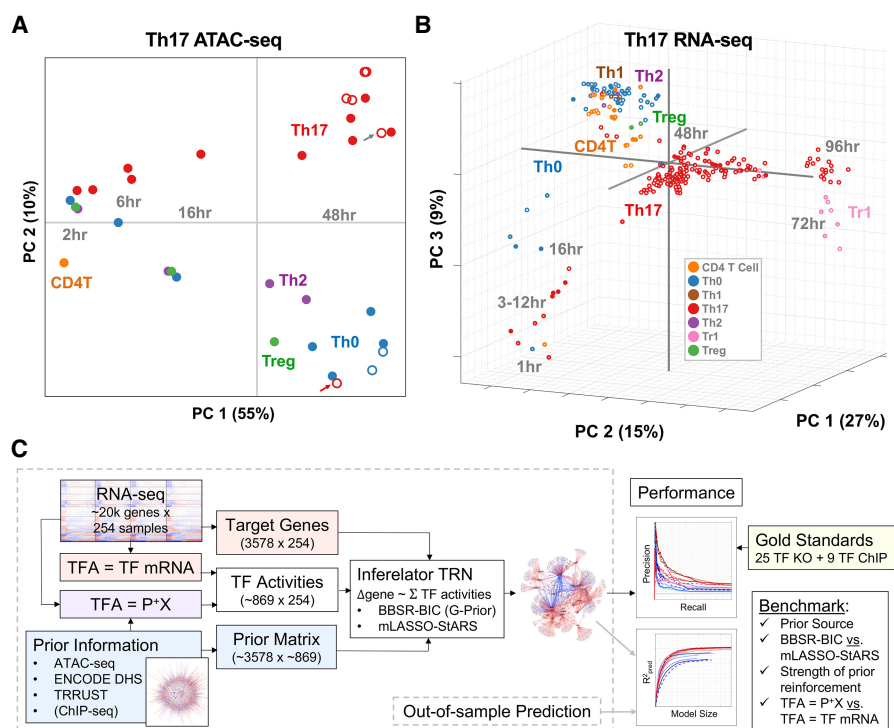 A
Th17 ATAC-seq
Th17
6hr
16hr
48hr
2hr
CD4T
Th2
Treg
Th0
PC 2 (10%)
PC 1 (55%)
B
Th17 RNA-seq
Th1
Th2
Treg
48hr
CD4T
96hr
Th0
Th17
Tr1
72hr
16hr
3-12hr
1hr
CD4 T Cell
Th0
Th1
Th17
Th2
Tr1
Treg
PC 3 (9%)
PC 2 (15%)
PC 1 (27%)
C
RNA-seq
~20k genes x
254 samples
Target Genes
(3578 x 254)
TFA = TF mRNA
TF Activities
(~869 x 254)
TFA = P⁺X
Prior Information
• ATAC-seq
• ENCODE DHS
• TRRUST
• (ChIP-seq)
Prior Matrix
(~3578 x ~869)
Inferelator TRN
Δgene ~ Σ TF activities
• BBSR-BIC (G-Prior)
• mLASSO-StARS
Out-of-sample Prediction
Performance
Precision
Recall
R²pred
Model Size
Gold Standards
25 TF KO + 9 TF ChIP
Benchmark:
✓ Prior Source
✓ BBSR-BIC vs.
mLASSO-StARS
✓ Strength of prior
reinforcement
✓ TFA = P⁺X vs.
TFA = TF mRNA